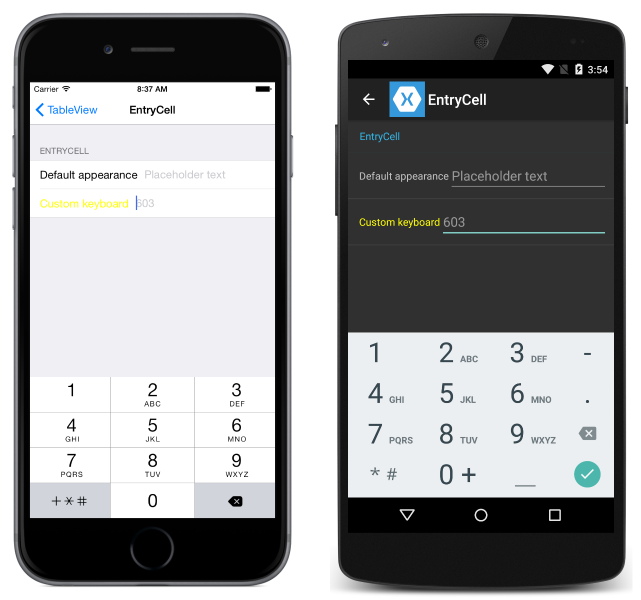 Carrier 8:37 AM
TableView EntryCell
ENTRYCELL
Default appearance Placeholder text
Custom keyboard 603
1 2 ABC 3 DEF
4 GHI 5 JKL 6 MNO
7 PQRS 8 TUV 9 WXYZ
+*# 0
3:54
EntryCell
EntryCell
Default appearance Placeholder text
Custom keyboard 603
1 2 ABC 3 DEF -
4 GHI 5 JKL 6 MNO .
7 PQRS 8 TUV 9 WXYZ
* # 0 + _